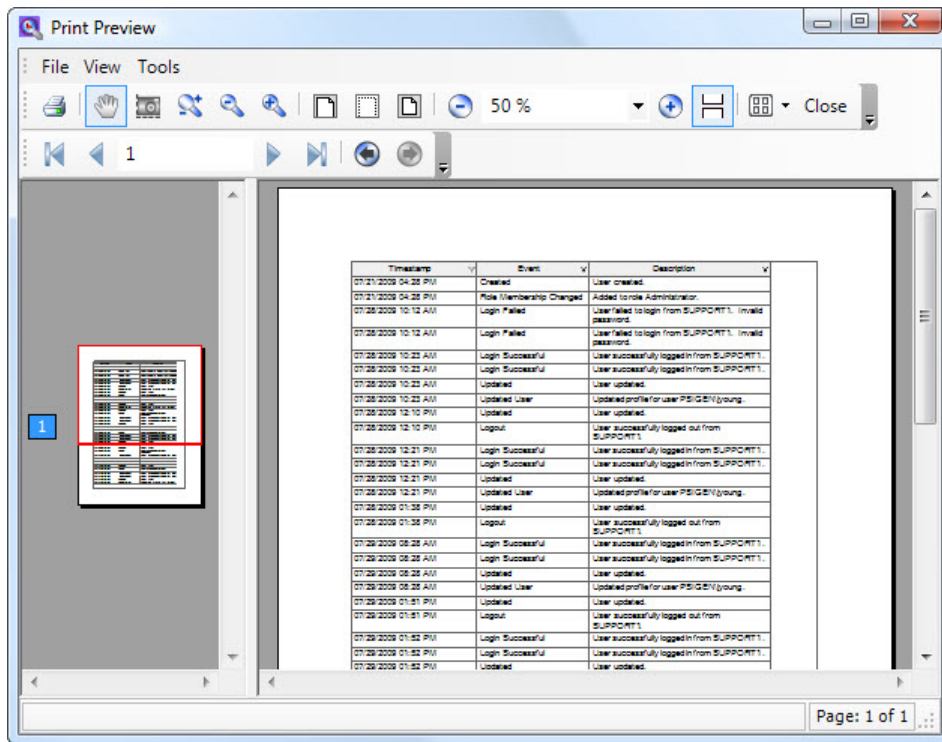 Print Preview
File View Tools
50 % Close
1
Timestamp Event Description
07/21/2009 04:28 PM Created User created.
07/21/2009 04:28 PM Role Membership Changed Added to role Administrator.
07/28/2009 10:12 AM Login Failed User failed to login from SUPPORT1. Invalid
password.
07/28/2009 10:12 AM Login Failed User failed to login from SUPPORT1. Invalid
password.
07/28/2009 10:23 AM Login Successful User successfully logged in from SUPPORT1.
07/28/2009 10:23 AM Login Successful User successfully logged in from SUPPORT1.
07/28/2009 10:23 AM Updated User updated.
07/28/2009 10:23 AM Updated User Updated profile for user PSIGEN\jyoung.
07/28/2009 12:10 PM Updated User updated.
07/28/2009 12:10 PM Logout User successfully logged out from
SUPPORT1.
07/28/2009 12:21 PM Login Successful User successfully logged in from SUPPORT1.
07/28/2009 12:21 PM Login Successful User successfully logged in from SUPPORT1.
07/28/2009 12:21 PM Updated User updated.
07/28/2009 12:21 PM Updated User Updated profile for user PSIGEN\jyoung.
07/28/2009 01:38 PM Updated User updated.
07/28/2009 01:38 PM Logout User successfully logged out from
SUPPORT1.
07/29/2009 08:28 AM Login Successful User successfully logged in from SUPPORT1.
07/29/2009 08:28 AM Login Successful User successfully logged in from SUPPORT1.
07/29/2009 08:28 AM Updated User updated.
07/29/2009 08:28 AM Updated User Updated profile for user PSIGEN\jyoung.
07/29/2009 01:51 PM Updated User updated.
07/29/2009 01:51 PM Logout User successfully logged out from
SUPPORT1.
07/29/2009 01:52 PM Login Successful User successfully logged in from SUPPORT1.
07/29/2009 01:52 PM Login Successful User successfully logged in from SUPPORT1.
07/29/2009 01:52 PM Updated User updated.
1
Page: 1 of 1